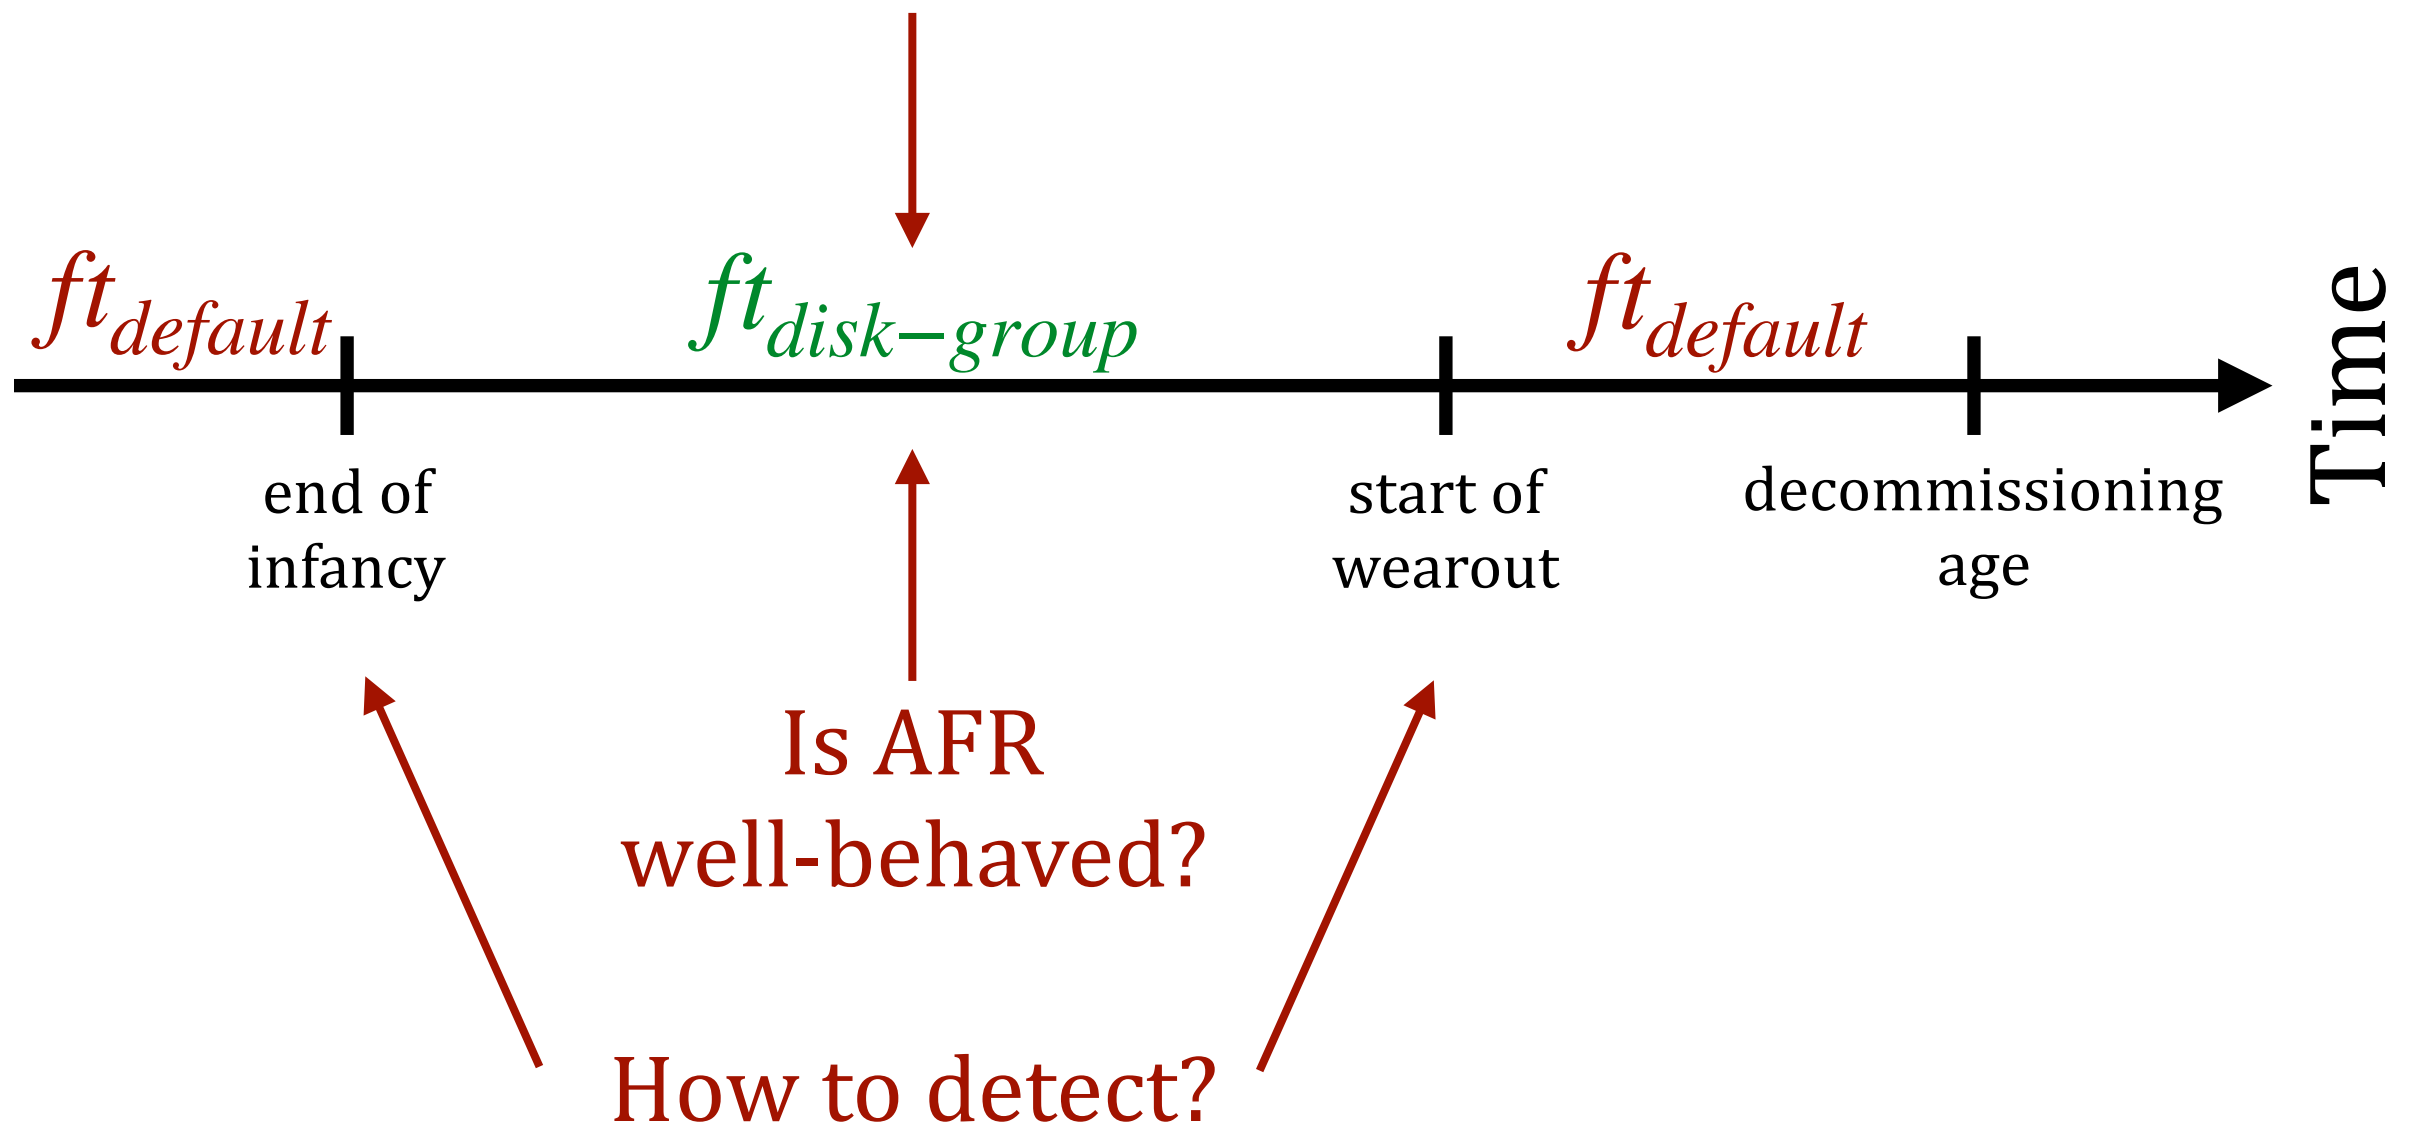 ft_default
ft_disk−group
ft_default
Time
end of
infancy
start of
wearout
decommissioning
age
Is AFR
well-behaved?
How to detect?